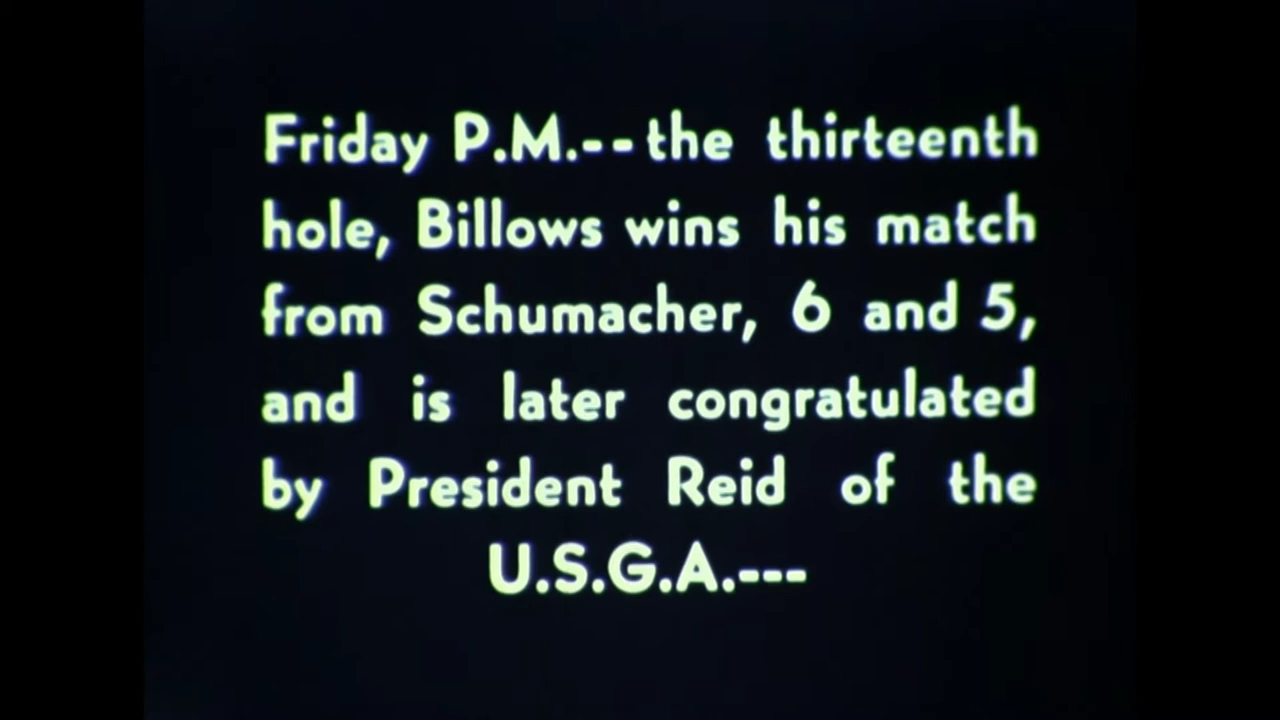 Friday P.M.--the thirteenth
hole, Billows wins his match
from Schumacher, 6 and 5,
and is later congratulated
by President Reid of the
U.S.G.A.---